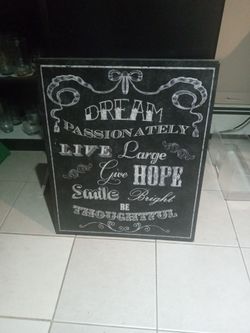 DREAM
PASSIONATELY
LIVE Large
Give HOPE
Smile Bright
BE
THOUGHTFUL